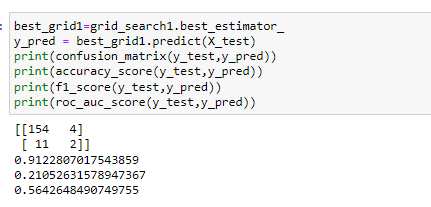 best_grid1=grid_search1.best_estimator_
y_pred = best_grid1.predict(X_test)
print(confusion_matrix(y_test,y_pred))
print(accuracy_score(y_test,y_pred))
print(f1_score(y_test,y_pred))
print(roc_auc_score(y_test,y_pred))
[[154   4]
 [ 11   2]]
0.9122807017543859
0.21052631578947367
0.5642648490749755